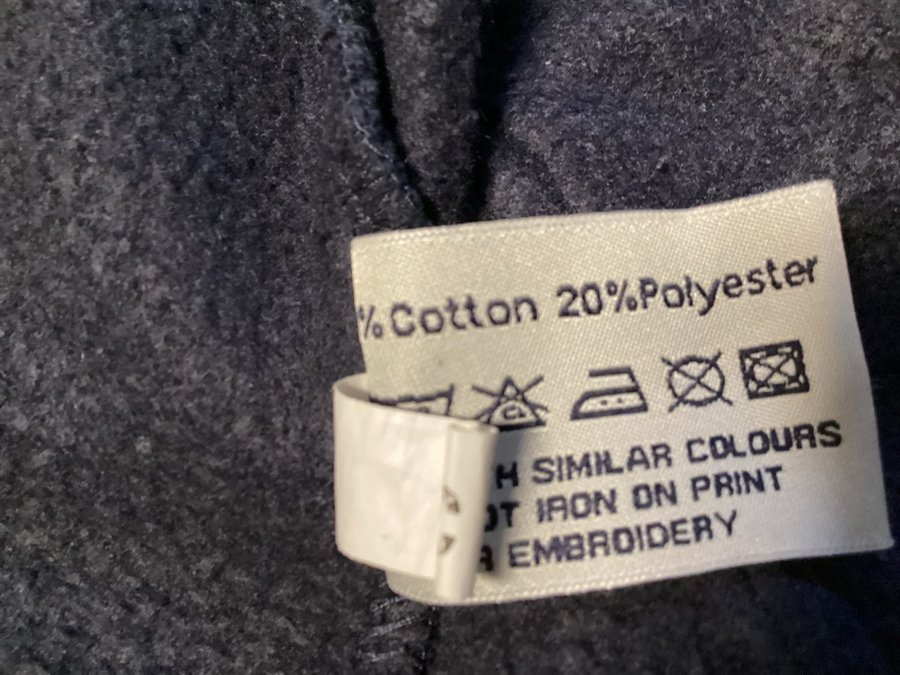 % Cotton 20%Polyester
H SIMILAR COLOURS
OT IRON ON PRINT
R EMBROIDERY